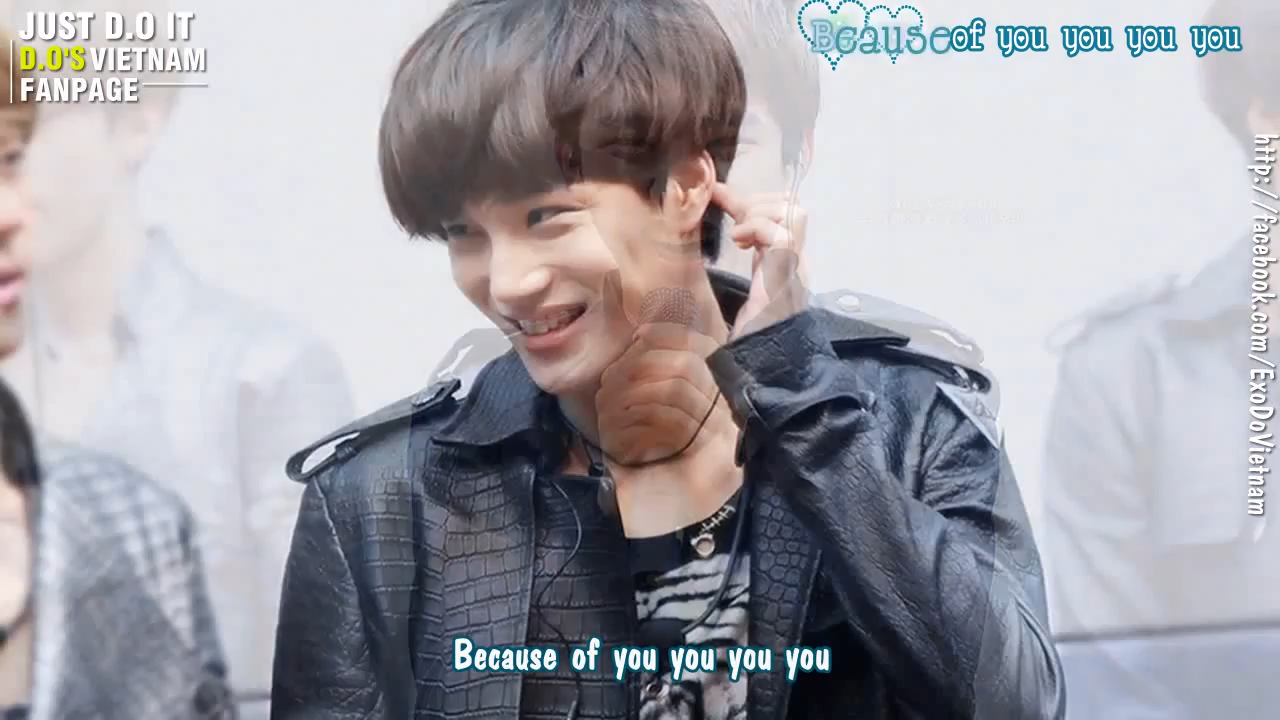 JUST D.O IT
D.O'S VIETNAM
FANPAGE
Because of you you you you
http://facebook.com/ExoDoVietnam
Because of you you you you